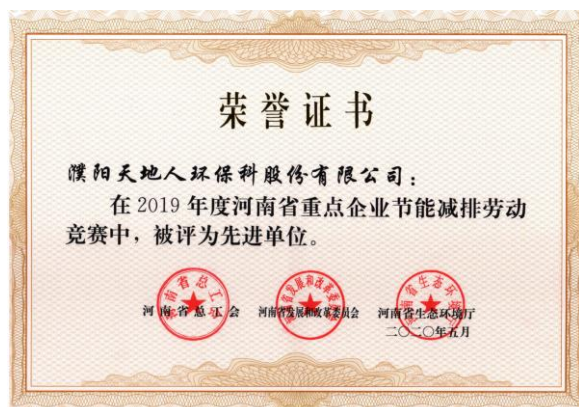 荣誉证书
濮阳天地人环保科股份有限公司：
在2019年度河南省重点企业节能减排劳动
竞赛中，被评为先进单位。
河南省总工会 河南省发展和改革委员会 河南省生态环境厅
二〇二〇年五月